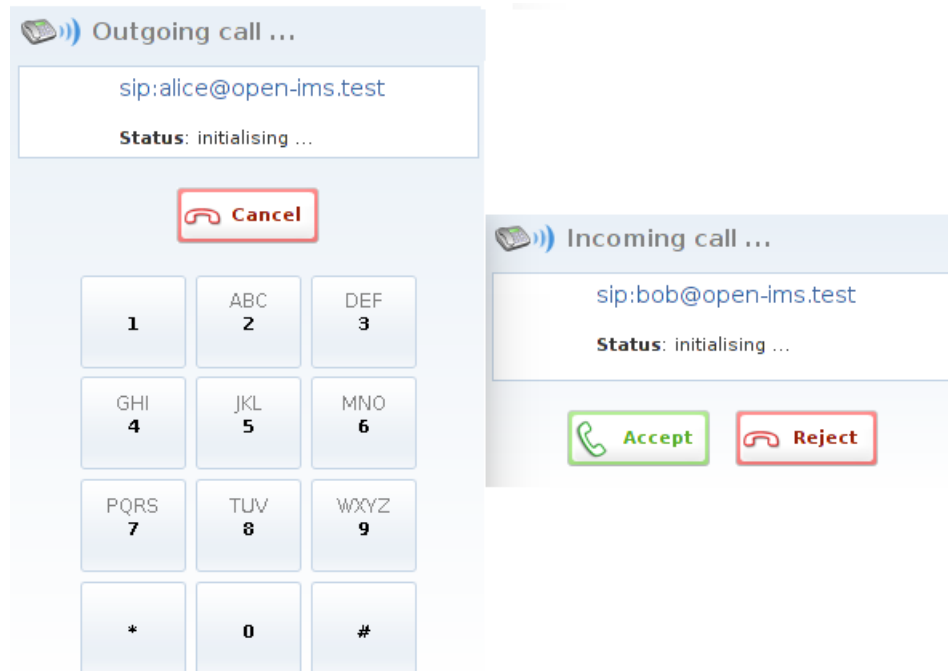 Outgoing call ...
sip:alice@open-ims.test
Status: initialising ...
Cancel
ABC DEF
1 2 3
GHI JKL MNO
4 5 6
PQRS TUV WXYZ
7 8 9
* 0 #
Incoming call ...
sip:bob@open-ims.test
Status: initialising ...
Accept Reject